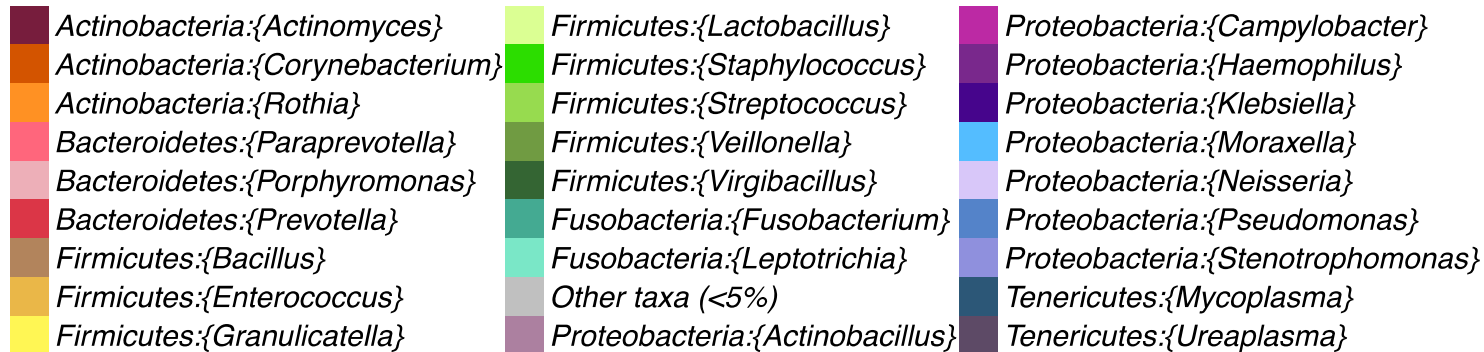 Actinobacteria:{Actinomyces}
Actinobacteria:{Corynebacterium}
Actinobacteria:{Rothia}
Bacteroidetes:{Paraprevotella}
Bacteroidetes:{Porphyromonas}
Bacteroidetes:{Prevotella}
Firmicutes:{Bacillus}
Firmicutes:{Enterococcus}
Firmicutes:{Granulicatella}
Firmicutes:{Lactobacillus}
Firmicutes:{Staphylococcus}
Firmicutes:{Streptococcus}
Firmicutes:{Veillonella}
Firmicutes:{Virgibacillus}
Fusobacteria:{Fusobacterium}
Fusobacteria:{Leptotrichia}
Other taxa (<5%)
Proteobacteria:{Actinobacillus}
Proteobacteria:{Campylobacter}
Proteobacteria:{Haemophilus}
Proteobacteria:{Klebsiella}
Proteobacteria:{Moraxella}
Proteobacteria:{Neisseria}
Proteobacteria:{Pseudomonas}
Proteobacteria:{Stenotrophomonas}
Tenericutes:{Mycoplasma}
Tenericutes:{Ureaplasma}